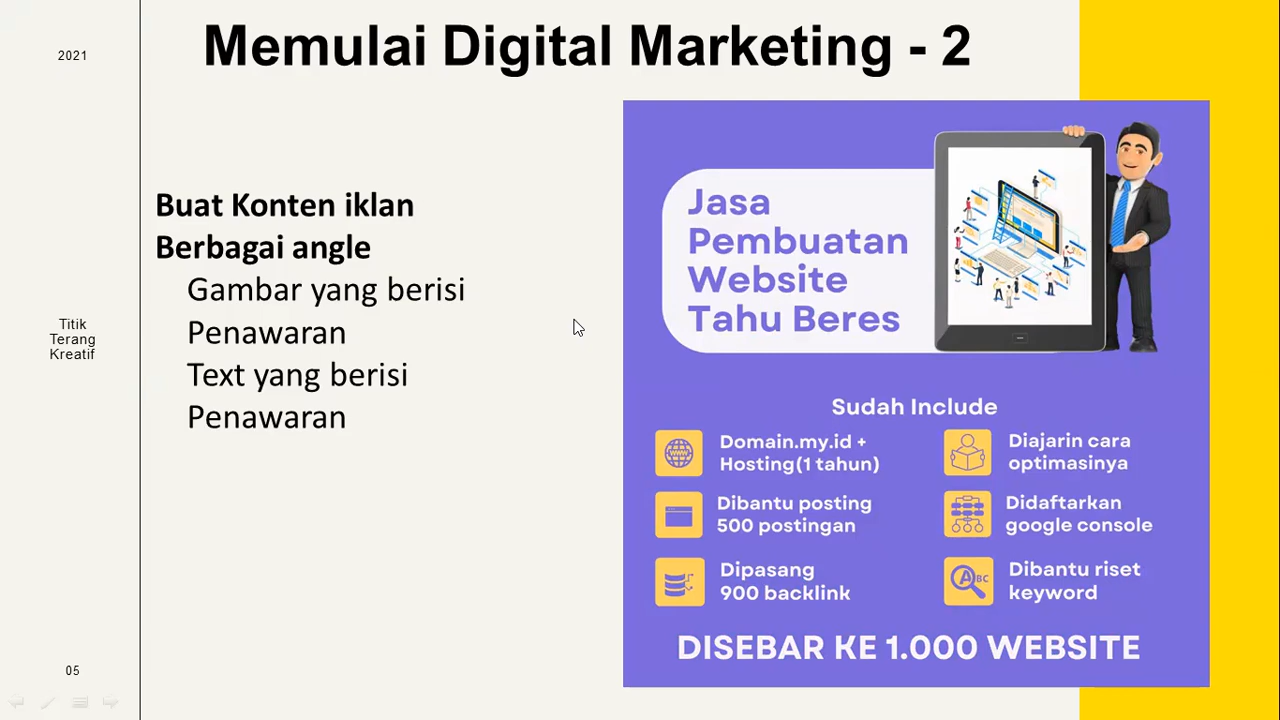 2021
Memulai Digital Marketing - 2
Buat Konten iklan
Berbagai angle
Gambar yang berisi
Penawaran
Text yang berisi
Penawaran
Titik
Terang
Kreatif
05
Jasa
Pembuatan
Website
Tahu Beres
Sudah Include
Domain.my.id +
Hosting(1 tahun)
Diajarin cara
optimasinya
Dibantu posting
500 postingan
Didaftarkan
google console
Dipasang
900 backlink
Dibantu riset
keyword
DISEBAR KE 1.000 WEBSITE
WWW
A BC